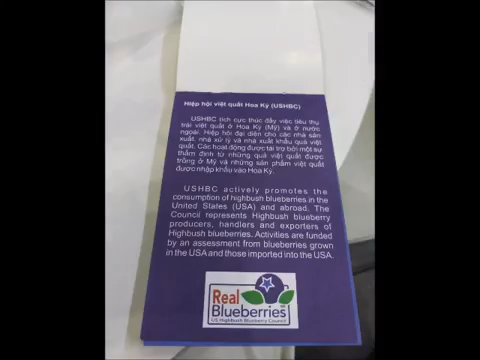 Hiệp hội việt quất Hoa Kỳ (USHBC)
USHBC tích cực thúc đẩy việc tiêu thụ
trái việt quất ở Hoa Kỳ (Mỹ) và ở nước
ngoài. Hiệp hội đại diện cho các nhà sản
xuất, nhà xử lý và nhà xuất khẩu quả việt
quất. Các hoạt động được tài trợ bởi một sự
thẩm định từ những quả việt quất được
trồng ở Mỹ và những sản phẩm việt quất
được nhập khẩu vào Hoa Kỳ.
USHBC actively promotes the
consumption of highbush blueberries in the
United States (USA) and abroad. The
Council represents Highbush blueberry
producers, handlers and exporters of
Highbush blueberries. Activities are funded
by an assessment from blueberries grown
in the USA and those imported into the USA.
Real
Blueberries
US Highbush Blueberry Council